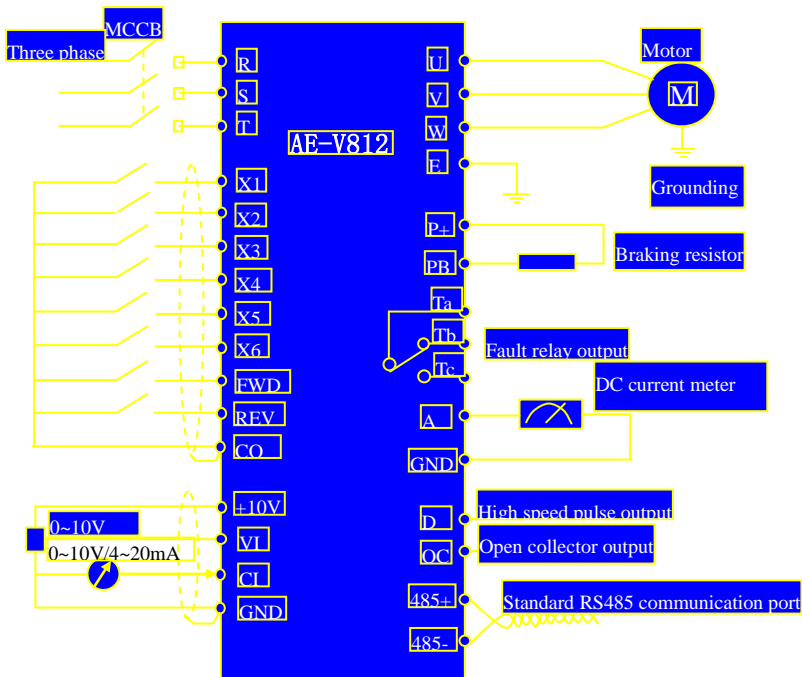 MCCB
Three phase
R
S
T
X1
X2
X3
X4
X5
X6
FWD
REV
CO
+10V
0~10V
VI
0~10V/4~20mA
CI
GND
AE-V812
U
V
W
E
P+
PB
Ta
Tb
Tc
A
GND
D
OC
485+
485-
Motor
M
Grounding
Braking resistor
Fault relay output
DC current meter
High speed pulse output
Open collector output
Standard RS485 communication port